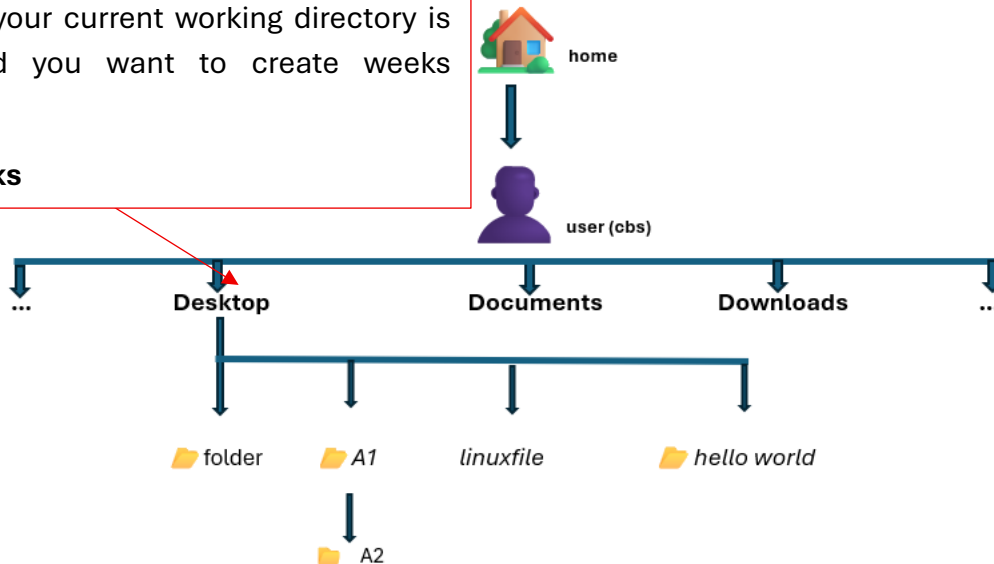 your current working directory is
you want to create weeks
home
user (cbs)
... Desktop Documents Downloads ..
folder A1 linuxfile hello world
A2